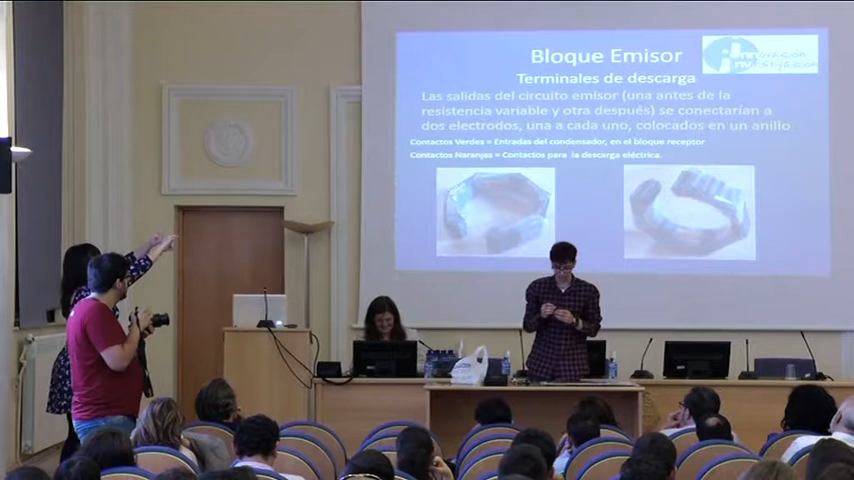 Bloque Emisor
Terminales de descarga
Las salidas del circuito emisor (una antes de la
resistencia variable y otra después) se conectarían a
dos electrodos, una a cada uno, colocados en un anillo
Contactos Verdes = Entradas del condensador, en el bloque receptor
Contactos Naranjas = Contactos para la descarga eléctrica.